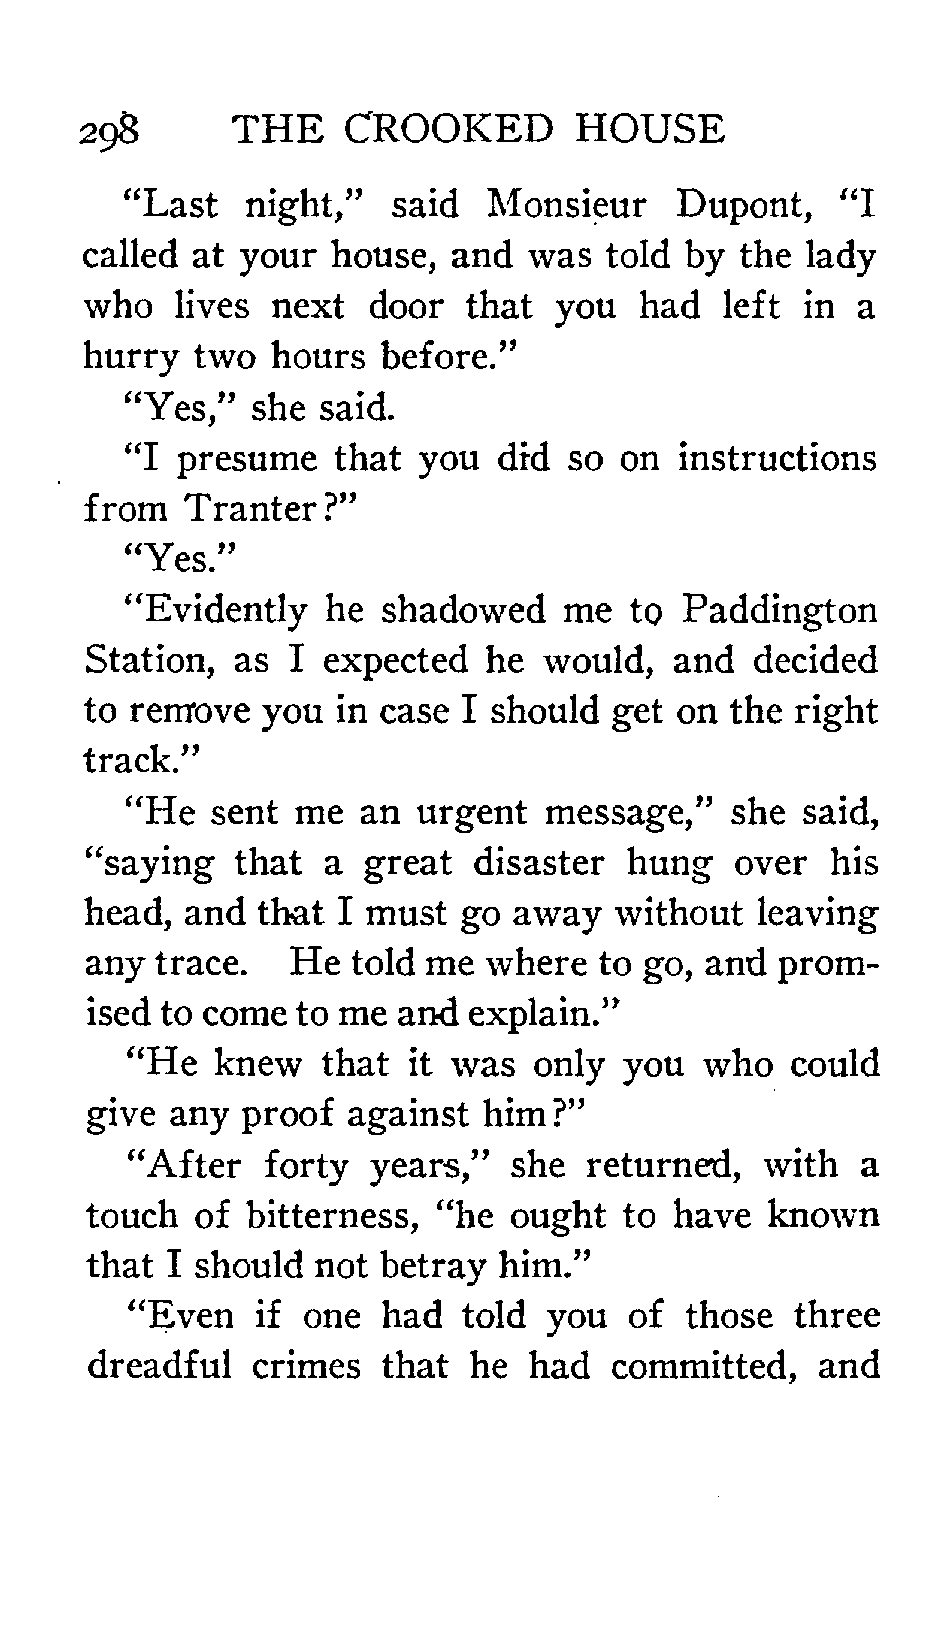 298 THE CROOKED HOUSE
"Last night," said Monsieur Dupont, "I
called at your house, and was told by the lady
who lives next door that you had left in a
hurry two hours before."
"Yes," she said.
"I presume that you did so on instructions
from Tranter?"
"Yes."
"Evidently he shadowed me to Paddington
Station, as I expected he would, and decided
to remove you in case I should get on the right
track."
"He sent me an urgent message," she said,
"saying that a great disaster hung over his
head, and that I must go away without leaving
any trace. He told me where to go, and prom-
ised to come to me and explain."
"He knew that it was only you who could
give any proof against him?"
"After forty years," she returned, with a
touch of bitterness, "he ought to have known
that I should not betray him."
"Even if one had told you of those three
dreadful crimes that he had committed, and